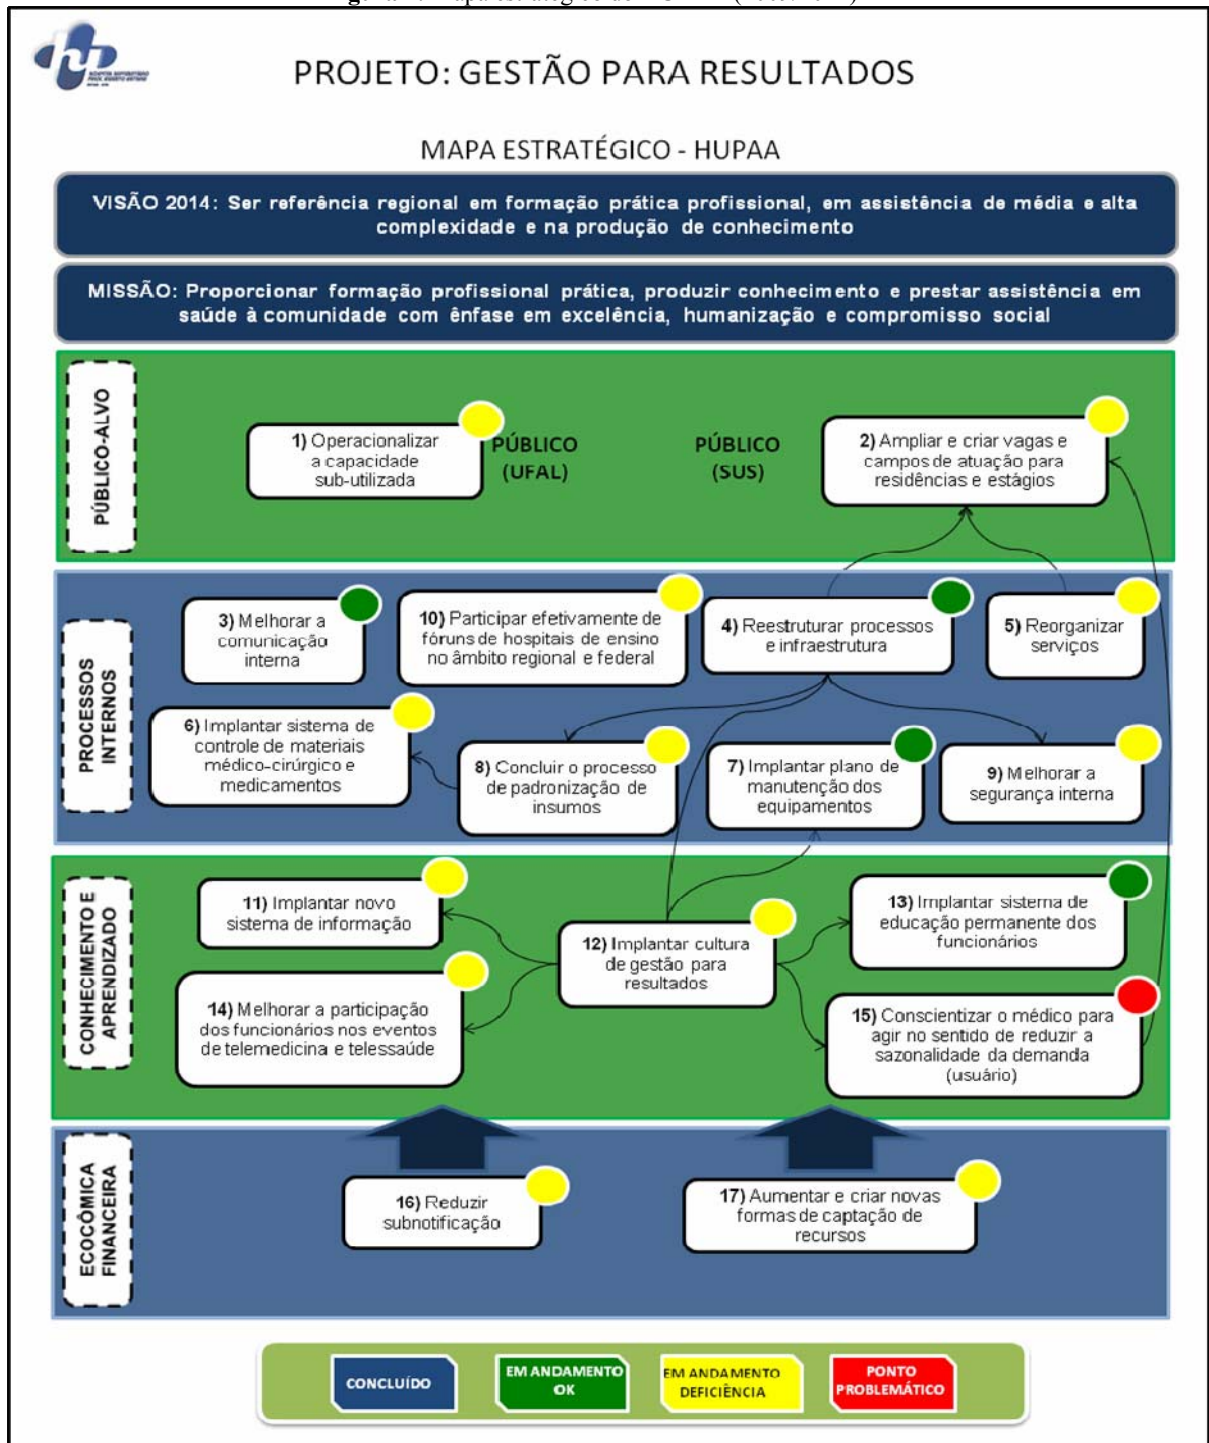 PROJETO: GESTÃO PARA RESULTADOS
MAPA ESTRATÉGICO - HUPAA
VISÃO 2014: Ser referência regional em formação prática profissional, em assistência de média e alta
complexidade e na produção de conhecimento
MISSÃO: Proporcionar formação profissional prática, produzir conhecimento e prestar assistência em
saúde à comunidade com ênfase em excelência, humanização e compromisso social
PÚBLICO-ALVO
1) Operacionalizar
a capacidade
sub-utilizada
PÚBLICO
(UFAL)
PÚBLICO
(SUS)
2) Ampliar e criar vagas e
campos de atuação para
residências e estágios
PROCESSOS
INTERNOS
3) Melhorar a
comunicação
interna
10) Participar efetivamente de
fóruns de hospitais de ensino
no âmbito regional e federal
4) Reestruturar processos
e infraestrutura
5) Reorganizar
serviços
6) Implantar sistema de
controle de materiais
médico-cirúrgico e
medicamentos
8) Concluir o processo
de padronização de
insumos
7) Implantar plano de
manutenção dos
equipamentos
9) Melhorar a
segurança interna
CONHECIMENTO E
APRENDIZADO
11) Implantar novo
sistema de informação
12) Implantar cultura
de gestão para
resultados
13) Implantar sistema de
educação permanente dos
funcionários
14) Melhorar a participação
dos funcionários nos eventos
de telemedicina e telessaúde
15) Conscientizar o médico para
agir no sentido de reduzir a
sazonalidade da demanda
(usuário)
ECOCÔMICA
FINANCEIRA
16) Reduzir
subnotificação
17) Aumentar e criar novas
formas de captação de
recursos
CONCLUÍDO
EM ANDAMENTO
OK
EM ANDAMENTO
DEFICIÊNCIA
PONTO
PROBLEMÁTICO